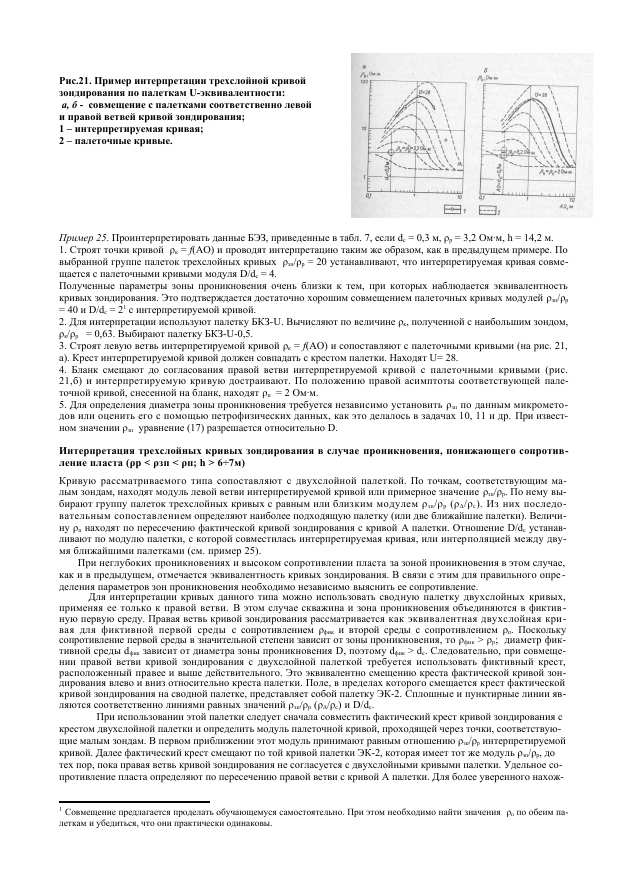 Рис.21. Пример интерпретации трехслойной кривой
зондирования по палеткам U-эквивалентности:
а, б - совмещение с палетками соответственно левой
и правой ветвей кривой зондирования;
1 – интерпретируемая кривая;
2 – палеточные кривые.
а
б
ρк, Ом·м
ρк, Ом·м
U=28
U=28
120
10
1
0,1
1
10
0,1
1
10
АО, м
1
2
Пример 25. Проинтерпретировать данные БЭЗ, приведенные в табл. 7, если dс = 0,3 м, ρр = 3,2 Ом·м, h = 14,2 м.
1. Строят точки кривой ρк = f(АО) и проводят интерпретацию таким же образом, как в предыдущем примере. По
выбранной группе палеток трехслойных кривых ρзп/ρр = 20 устанавливают, что интерпретируемая кривая совме-
щается с палеточными кривыми модуля D/dс = 4.
Полученные параметры зоны проникновения очень близки к тем, при которых наблюдается эквивалентность
кривых зондирования. Это подтверждается достаточно хорошим совмещением палеточных кривых модулей ρзп/ρр
= 40 и D/dс = 2¹ с интерпретируемой кривой.
2. Для интерпретации используют палетку БКЗ-U. Вычисляют по величине ρк, полученной с наибольшим зондом,
ρк/ρр = 0,63. Выбирают палетку БКЗ-U-0,5.
3. Строят левую ветвь интерпретируемой кривой ρк = f(АО) и сопоставляют с палеточными кривыми (на рис. 21,
а). Крест интерпретируемой кривой должен совпадать с крестом палетки. Находят U= 28.
4. Бланк смещают до согласования правой ветви интерпретируемой кривой с палеточными кривыми (рис.
21,б) и интерпретируемую кривую достраивают. По положению правой асимптоты соответствующей пале-
точной кривой, снесенной на бланк, находят ρп = 2 Ом·м.
5. Для определения диаметра зоны проникновения требуется независимо установить ρзп по данным микромето-
дов или оценить его с помощью петрофизических данных, как это делалось в задачах 10, 11 и др. При извест-
ном значении ρзп уравнение (17) разрешается относительно D.
Интерпретация трехслойных кривых зондирования в случае проникновения, понижающего сопротив-
ление пласта (ρр < ρзп < ρп; h > 6÷7м)
Кривую рассматриваемого типа сопоставляют с двухслойной палеткой. По точкам, соответствующим ма-
лым зондам, находят модуль левой ветви интерпретируемой кривой или примерное значение ρзп/ρр. По нему вы-
бирают группу палеток трехслойных кривых с равным или близким модулем ρзп/ρр (ρΔ/ρс). Из них последо-
вательным сопоставлением определяют наиболее подходящую палетку (или две ближайшие палетки). Величи-
ну ρп находят по пересечению фактической кривой зондирования с кривой А палетки. Отношение D/dс устанав-
ливают по модулю палетки, с которой совместилась интерпретируемая кривая, или интерполяцией между дву-
мя ближайшими палетками (см. пример 25).
При неглубоких проникновениях и высоком сопротивлении пласта за зоной проникновения в этом случае,
как и в предыдущем, отмечается эквивалентность кривых зондирования. В связи с этим для правильного опре-
деления параметров зон проникновения необходимо независимо выяснить ее сопротивление.
Для интерпретации кривых данного типа можно использовать сводную палетку двухслойных кривых,
применяя ее только к правой ветви. В этом случае скважина и зона проникновения объединяются в фиктив-
ную первую среду. Правая ветвь кривой зондирования рассматривается как эквивалентная двухслойная кри-
вая для фиктивной первой среды с сопротивлением ρфик и второй среды с сопротивлением ρп. Поскольку
сопротивление первой среды в значительной степени зависит от зоны проникновения, то ρфик > ρр; диаметр фик-
тивной среды dфик зависит от диаметра зоны проникновения D, поэтому dфик > dс. Следовательно, при совмеще-
нии правой ветви кривой зондирования с двухслойной палеткой требуется использовать фиктивный крест,
расположенный правее и выше действительного. Это эквивалентно смещению креста фактической кривой зон-
дирования влево и вниз относительно креста палетки. Поле, в пределах которого смещается крест фактической
кривой зондирования на сводной палетке, представляет собой палетку ЭК-2. Сплошные и пунктирные линии яв-
ляются соответственно линиями равных значений ρзп/ρр (ρΔ/ρс) и D/dс.
При использовании этой палетки следует сначала совместить фактический крест кривой зондирования с
крестом двухслойной палетки и определить модуль палеточной кривой, проходящей через точки, соответствую-
щие малым зондам. В первом приближении этот модуль принимают равным отношению ρзп/ρр интерпретируемой
кривой. Далее фактический крест смещают по той кривой палетки ЭК-2, которая имеет тот же модуль ρзп/ρр, до
тех пор, пока правая ветвь кривой зондирования не согласуется с двухслойными кривыми палетки. Удельное со-
противление пласта определяют по пересечению правой ветви с кривой А палетки. Для более уверенного нахож-
¹ Совмещение предлагается проделать обучающемуся самостоятельно. При этом необходимо найти значения ρп по обеим па-
леткам и убедиться, что они практически одинаковы.